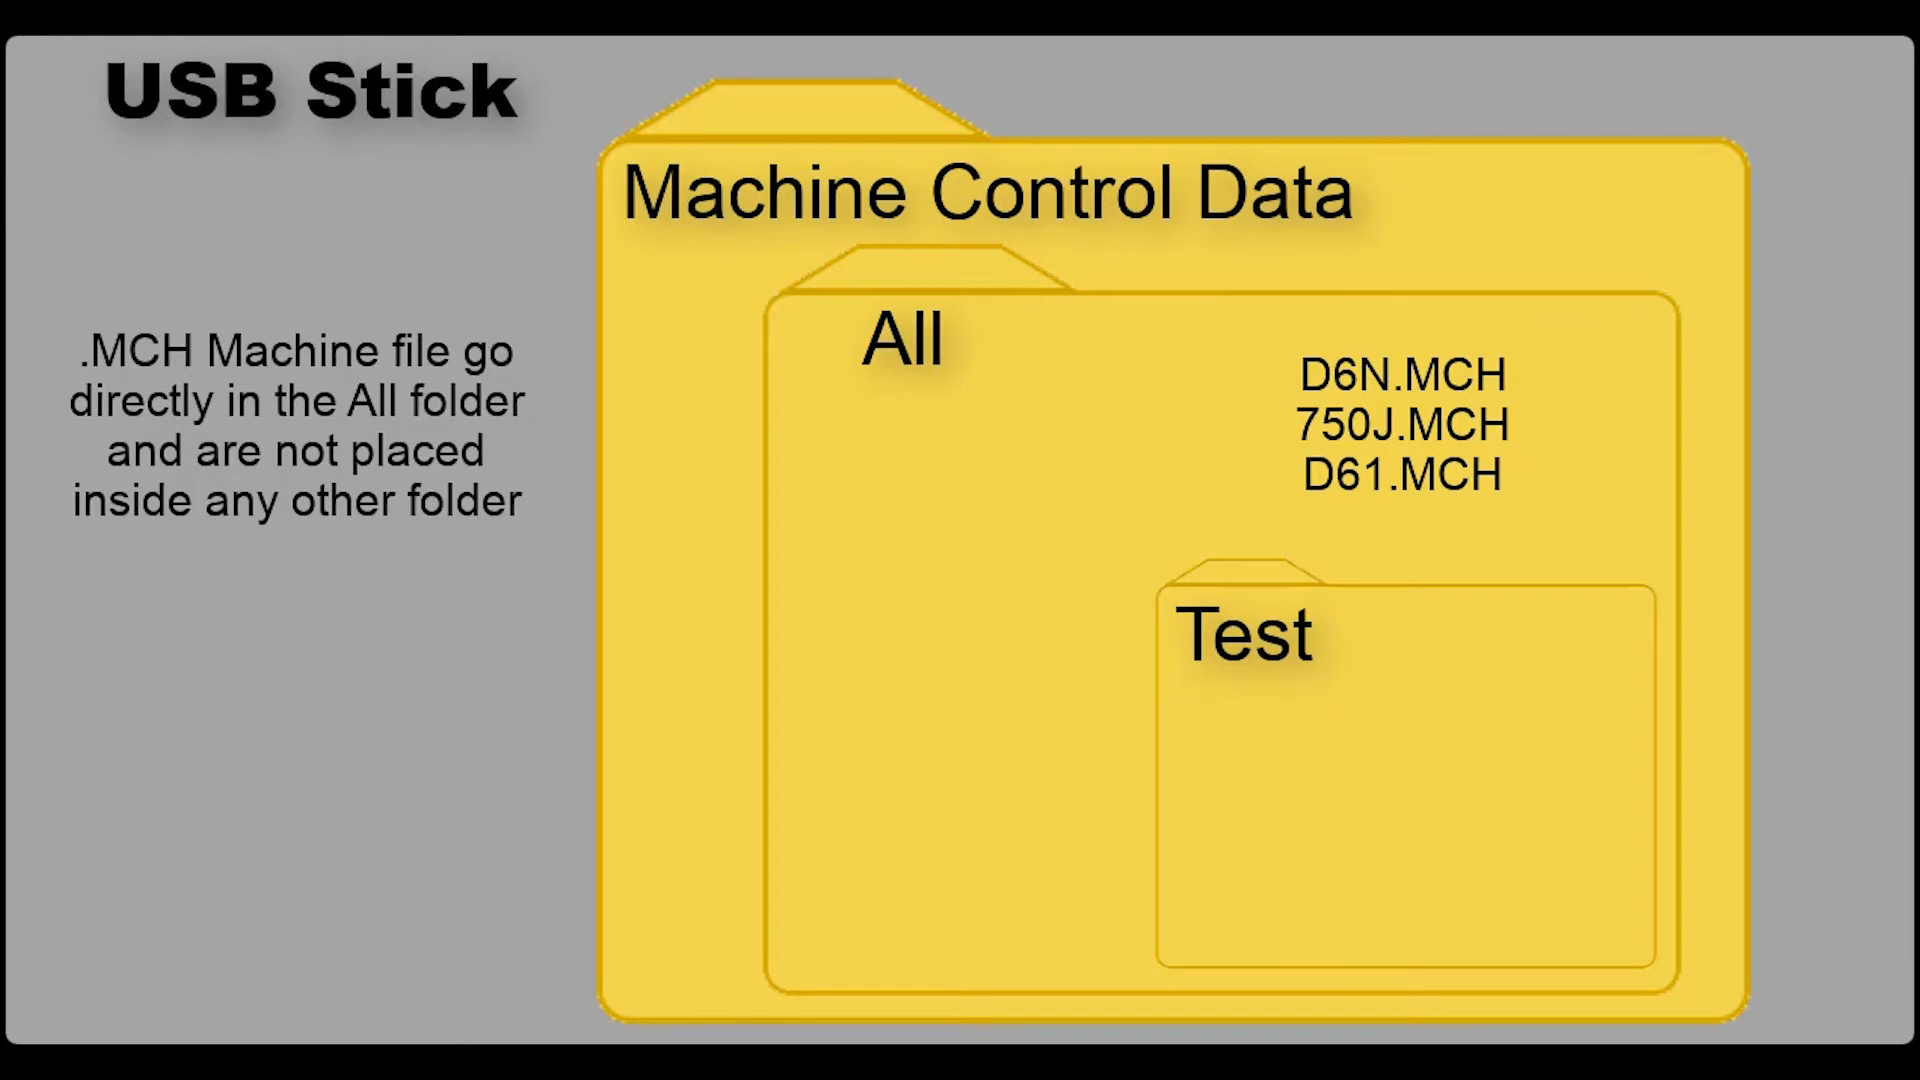 USB Stick
Machine Control Data
All
.MCH Machine file go
directly in the All folder
and are not placed
inside any other folder
D6N.MCH
750J.MCH
D61.MCH
Test